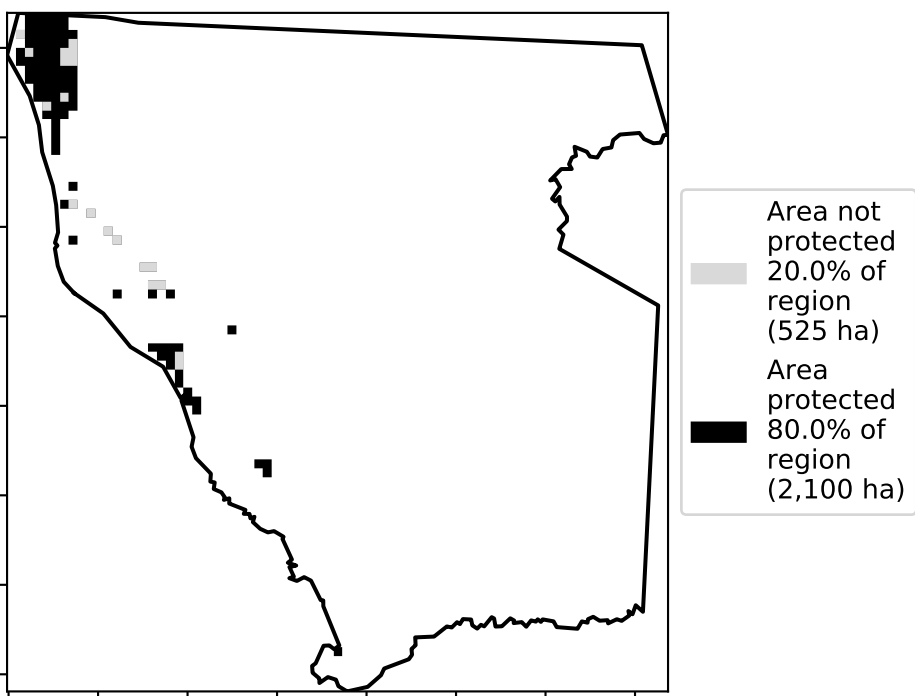 Area not
protected
20.0% of
region
(525 ha)
Area
protected
80.0% of
region
(2,100 ha)